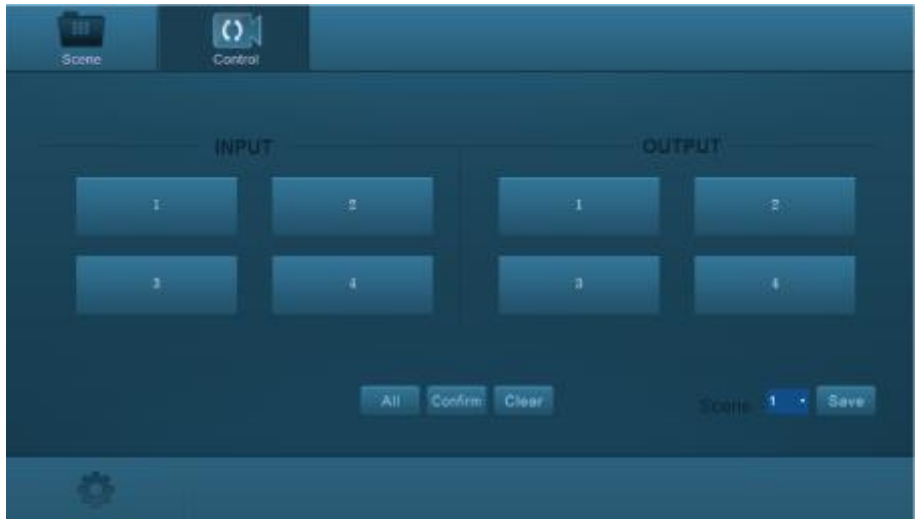 Scene Control
INPUT OUTPUT
1 2 1 2
3 4 3 4
All Confirm Clear Scene 1 Save